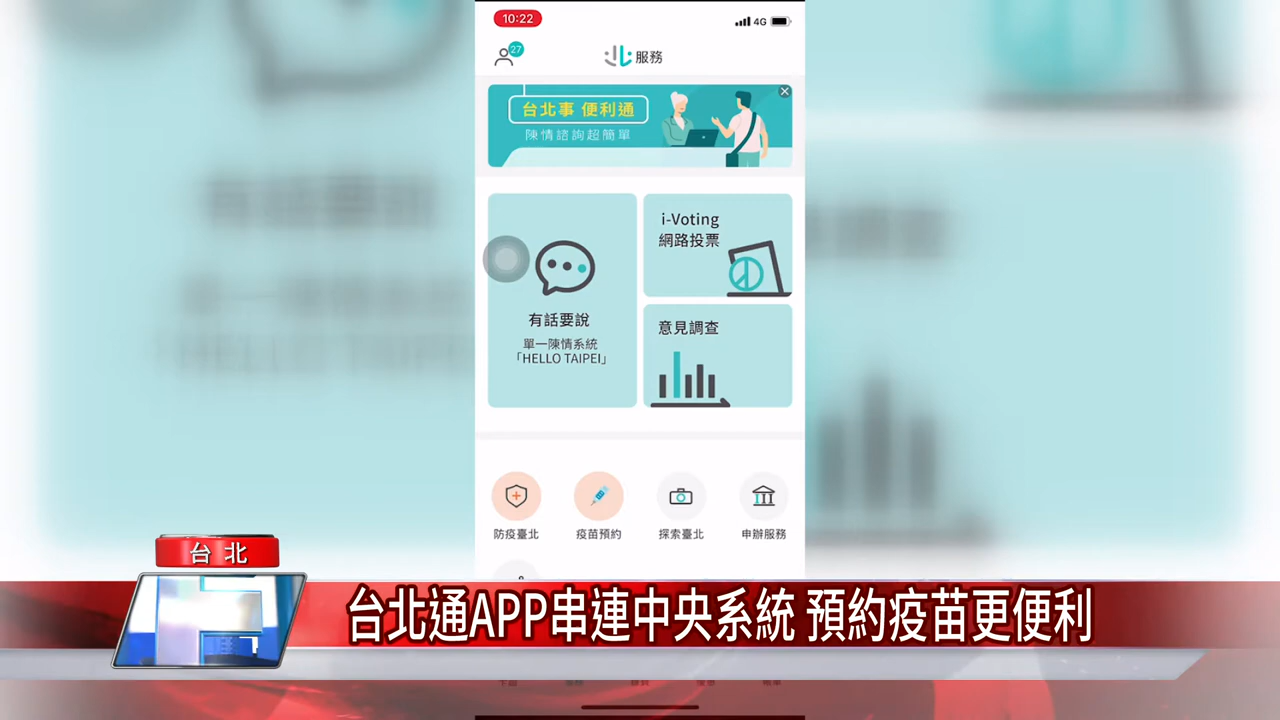 10:22
4G
27
服務
台北事 便利通
陳情諮詢超簡單
i-Voting
網路投票
有話要說
單一陳情系統
「HELLO TAIPEI」
意見調查
防疫臺北
疫苗預約
探索臺北
申辦服務
台北
台北通APP串連中央系統 預約疫苗更便利